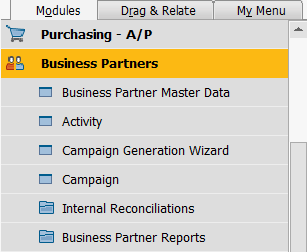 Modules Drag & Relate My Menu
Purchasing - A/P
Business Partners
Business Partner Master Data
Activity
Campaign Generation Wizard
Campaign
Internal Reconciliations
Business Partner Reports